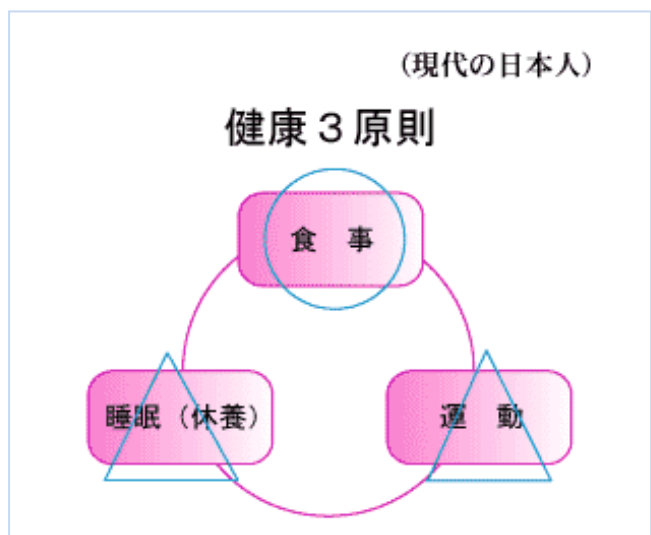 （現代の日本人）
健康３原則
食　事
睡眠（休養）
運　動